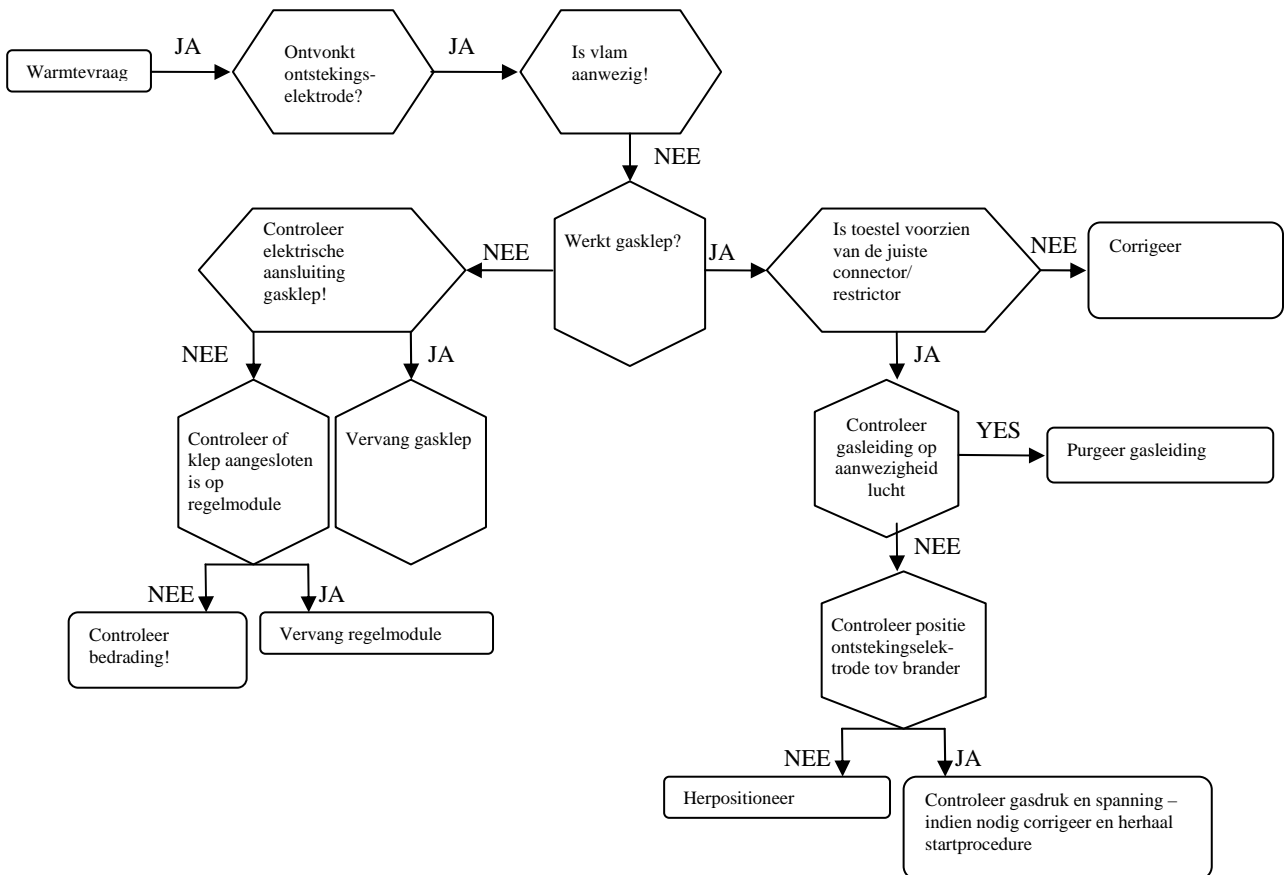 JA
JA
Warmtevraag
Ontvonkt
ontstekings-
elektrode?
Is vlam
aanwezig!
NEE
Controleer
elektrische
aansluiting
gasklep!
NEE
Werkt gasklep?
JA
Is toestel voorzien
van de juiste
connector/
restrictor
NEE
Corrigeer
NEE
JA
JA
Controleer of
klep aangesloten
is op
regelmodule
Vervang gasklep
Controleer
gasleiding op
aanwezigheid
lucht
YES
Purgeer gasleiding
NEE
NEE
JA
Controleer
bedrading!
Vervang regelmodule
Controleer positie
ontstekingselek-
trode tov brander
NEE
JA
Herpositioneer
Controleer gasdruk en spanning –
indien nodig corrigeer en herhaal
startprocedure